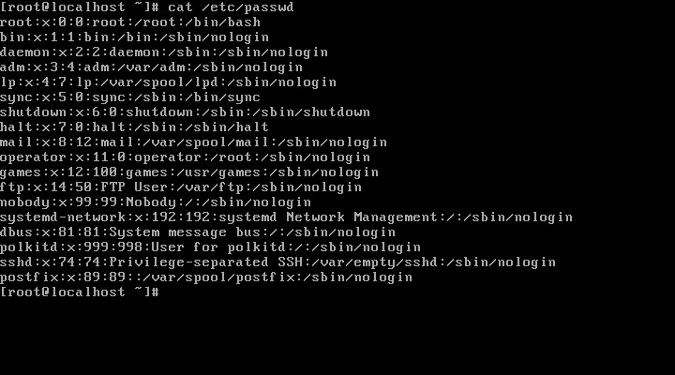 [root@localhost ~]# cat /etc/passwd
root:x:0:0:root:/root:/bin/bash
bin:x:1:1:bin:/bin:/sbin/nologin
daemon:x:2:2:daemon:/sbin:/sbin/nologin
adm:x:3:4:adm:/var/adm:/sbin/nologin
lp:x:4:7:lp:/var/spool/lpd:/sbin/nologin
sync:x:5:0:sync:/sbin:/bin/sync
shutdown:x:6:0:shutdown:/sbin:/sbin/shutdown
halt:x:7:0:halt:/sbin:/sbin/halt
mail:x:8:12:mail:/var/spool/mail:/sbin/nologin
operator:x:11:0:operator:/root:/sbin/nologin
games:x:12:100:games:/usr/games:/sbin/nologin
ftp:x:14:50:FTP User:/var/ftp:/sbin/nologin
nobody:x:99:99:Nobody:/:/sbin/nologin
systemd-network:x:192:192:systemd Network Management:/:/sbin/nologin
dbus:x:81:81:System message bus:/:/sbin/nologin
polkitd:x:999:998:User for polkitd:/:/sbin/nologin
sshd:x:74:74:Privilege-separated SSH:/var/empty/sshd:/sbin/nologin
postfix:x:89:89::/var/spool/postfix:/sbin/nologin
[root@localhost ~]#